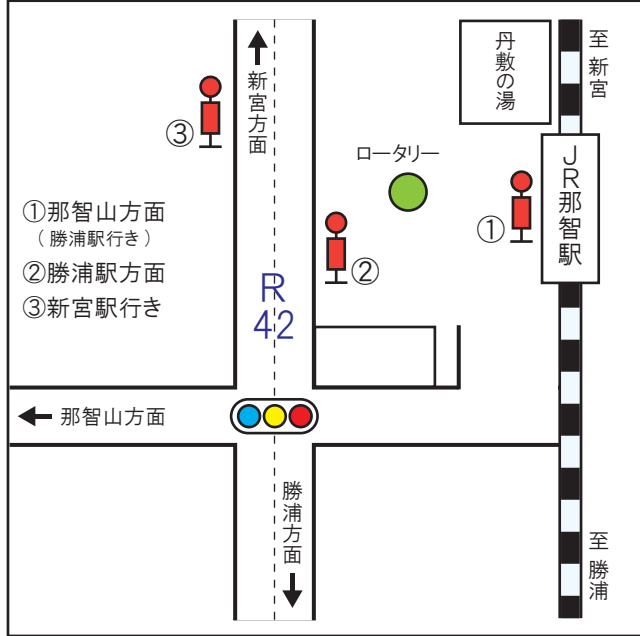 新宮方面
丹敷の湯
至新宮
③
ロータリー
JR那智駅
①
①那智山方面
（勝浦駅行き）
②勝浦駅方面
③新宮駅行き
②
R
42
那智山方面
勝浦方面
至勝浦